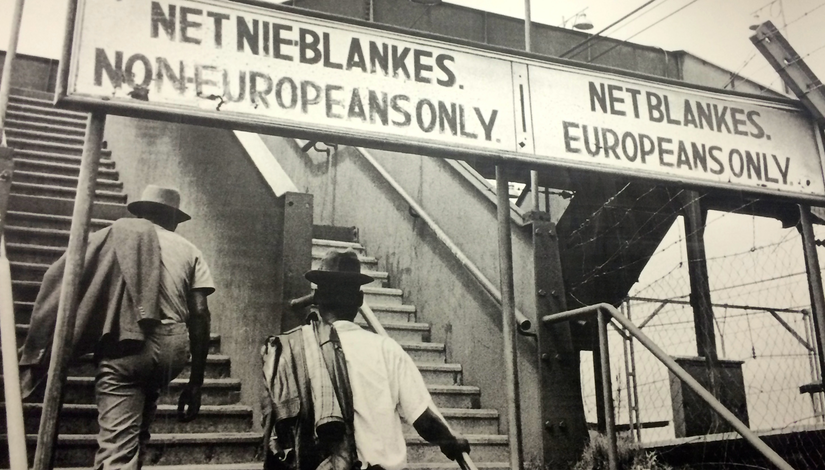 NET NIE-BLANKES.
NON-EUROPEANS ONLY.
NET BLANKES.
EUROPEANS ONLY.